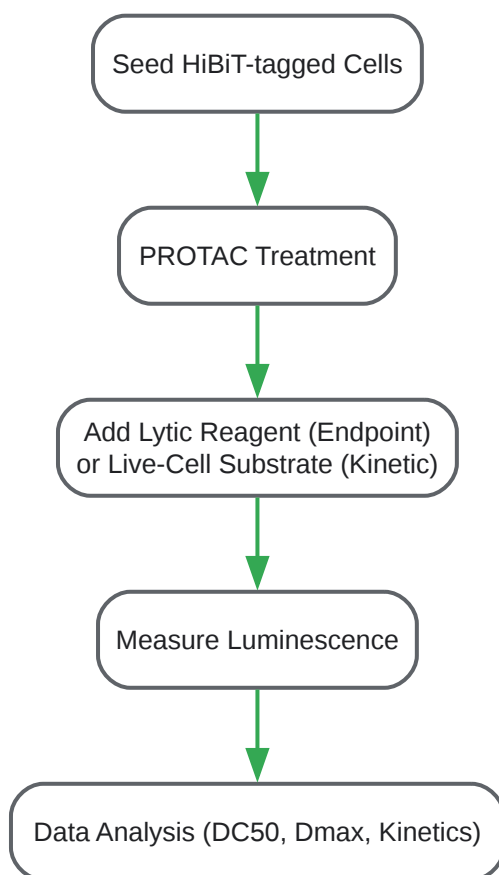 Seed HiBiT-tagged Cells
PROTAC Treatment
Add Lytic Reagent (Endpoint)
or Live-Cell Substrate (Kinetic)
Measure Luminescence
Data Analysis (DC50, Dmax, Kinetics)